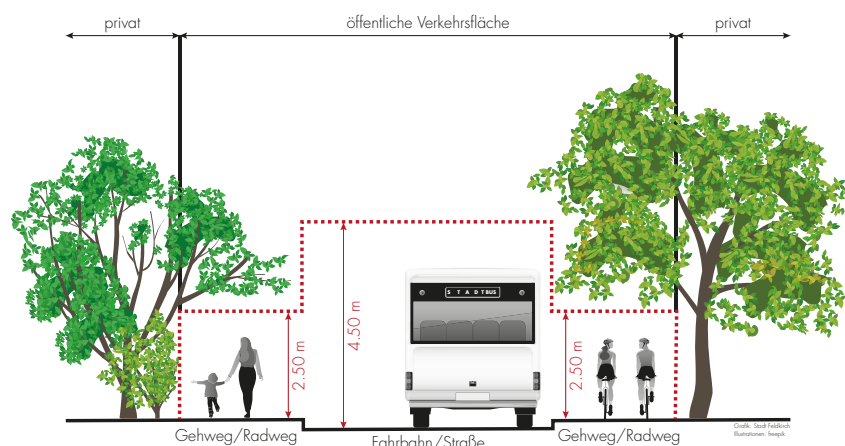 privat
öffentliche Verkehrsfläche
privat
4.50 m
STADTBUS
2.50 m
2.50 m
Gehweg/Radweg
Fahrbahn/Straße
Gehweg/Radweg
Grafik: Stadt Feldkirch
Illustrationen: freepik